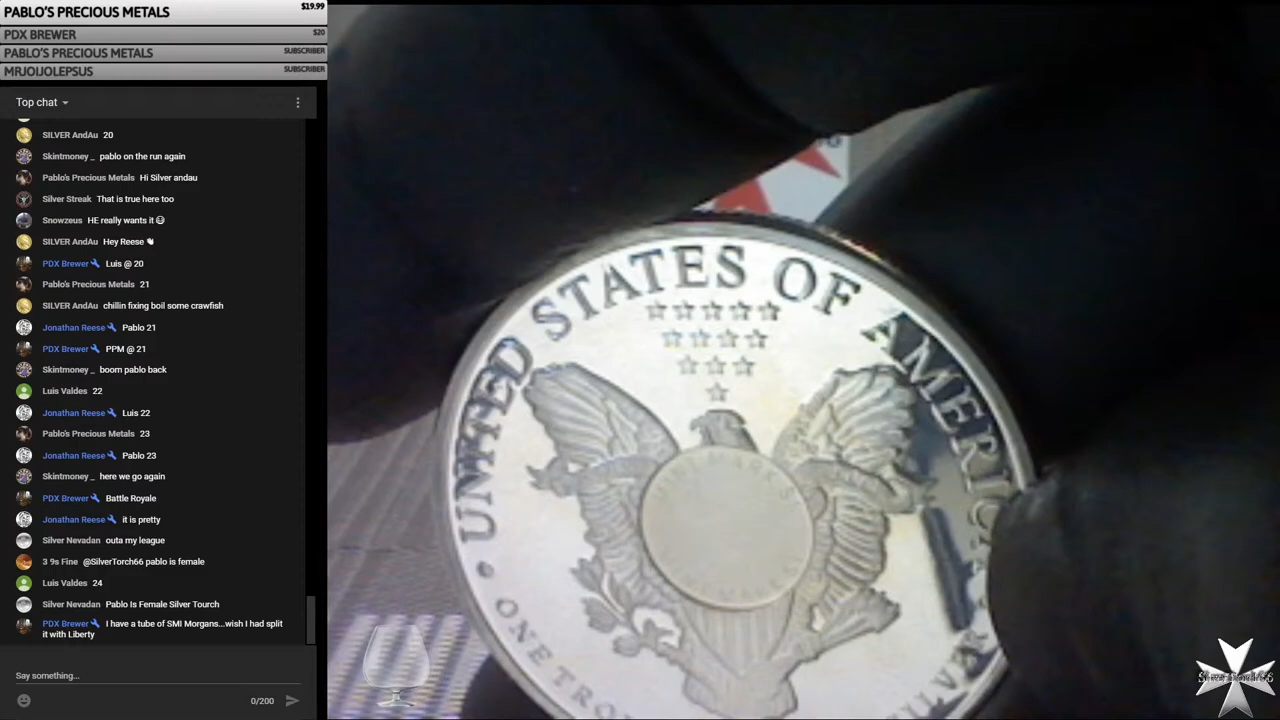 PABLO'S PRECIOUS METALS $19.99
PDX BREWER $20
PABLO'S PRECIOUS METALS SUBSCRIBER
MRJOIJOLEPSUS SUBSCRIBER
Top chat
SILVER AndAu 20
Skintmoney _ pablo on the run again
Pablo's Precious Metals Hi Silver andau
Silver Streak That is true here too
Snowzeus HE really wants it
SILVER AndAu Hey Reese
PDX Brewer Luis @ 20
Pablo's Precious Metals 21
SILVER AndAu chillin fixing boil some crawfish
Jonathan Reese Pablo 21
PDX Brewer PPM @ 21
Skintmoney _ boom pablo back
Luis Valdes 22
Jonathan Reese Luis 22
Pablo's Precious Metals 23
Jonathan Reese Pablo 23
Skintmoney _ here we go again
PDX Brewer Battle Royale
Jonathan Reese it is pretty
Silver Nevadan outa my league
3 9s Fine @SilverTorch66 pablo is female
Luis Valdes 24
Silver Nevadan Pablo Is Female Silver Tourch
PDX Brewer I have a tube of SMI Morgans...wish I had split
it with Liberty
Say something...
0/200
UNITED STATES OF AMERICA
ONE TRO
SILVER